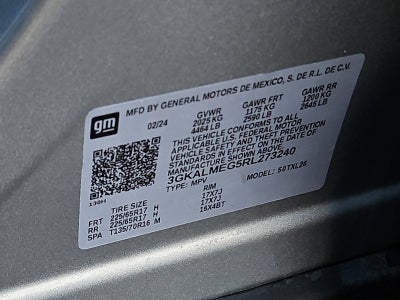 gm
MFD BY GENERAL MOTORS DE MEXICO, S. DE R.L. DE C.V.
02/24 GVWR GAWR FRT GAWR RR
2025 KG 1175 KG 1200 KG
4464 LB 2590 LB 2645 LB
THIS VEHICLE CONFORMS TO ALL
APPLICABLE U.S. FEDERAL MOTOR
VEHICLE SAFETY AND THEFT PREVENTION
STANDARDS IN EFFECT ON THE DATE OF
MANUFACTURE SHOWN ABOVE.
3GKALMEG5RL273240
TYPE: MPV MODEL: 50TXL26
TIRE SIZE RIM
FRT 225/65R17 H 17X7J
RR 225/65R17 H 17X7J
SPA T135/70R16 M 16X4BT